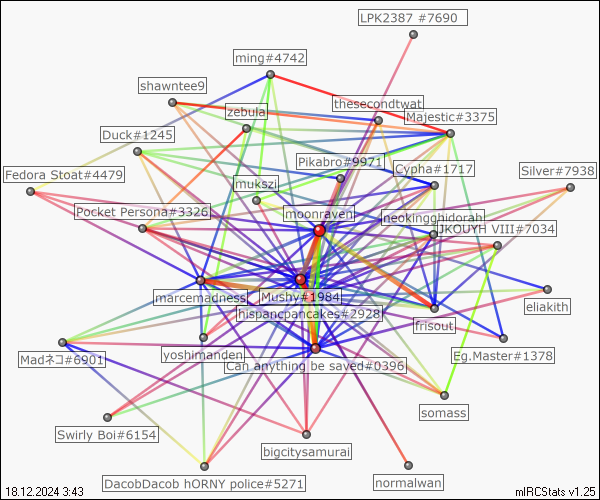 LPK2387 #7690
ming#4742
shawntee9
thesecondtwat
zebula
Majestic#3375
Duck#1245
Pikabro#9971
Cypha#1717
Silver#7938
Fedora Stoat#4479
mukszil
Pocket Persona#3326
moonraven
neokingghidorah
JKOUYH VIII#7034
marcemadness
Mushy#1984
hispancpancakes#2928
eliakith
frisout
Madネコ#6901
yoshimanden
Can anything be saved#0396
Eg.Master#1378
somass
Swirly Boi#6154
bigcitysamurai
DacobDacob hORNY police#5271
normalwan
18.12.2024 3:43
mIRCStats v1.25